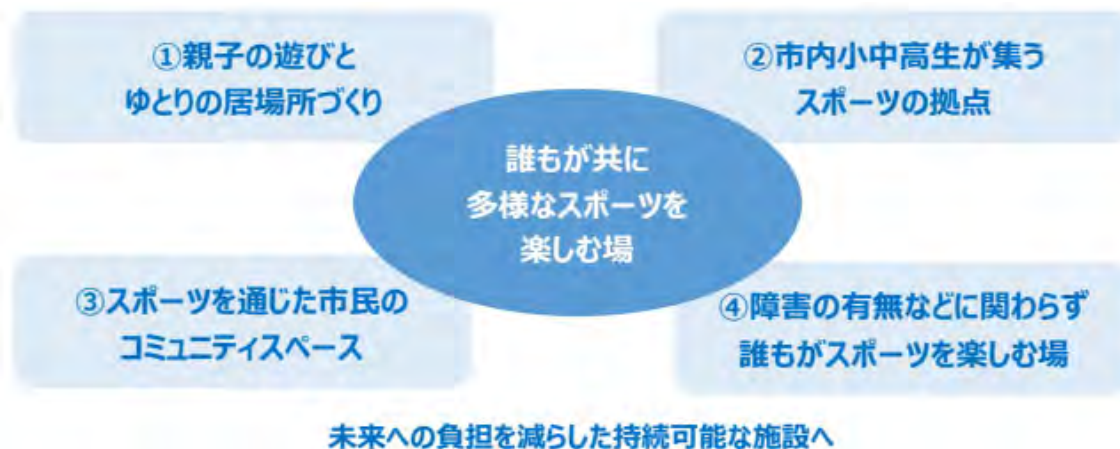 ①親子の遊びと
ゆとりの居場所づくり
②市内小中高生が集う
スポーツの拠点
誰もが共に
多様なスポーツを
楽しむ場
③スポーツを通じた市民の
コミュニティスペース
④障害の有無などに関わらず
誰もがスポーツを楽しむ場
未来への負担を減らした持続可能な施設へ